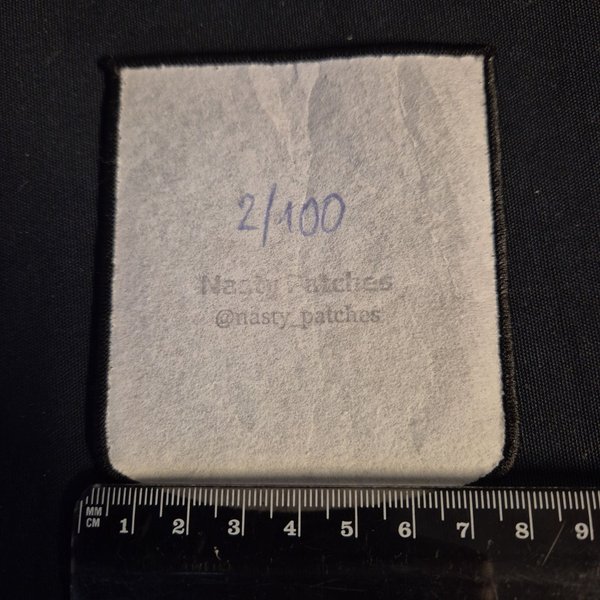 2/100
Nasty Patches
@nasty_patches
MM
CM 1 2 3 4 5 6 7 8 9